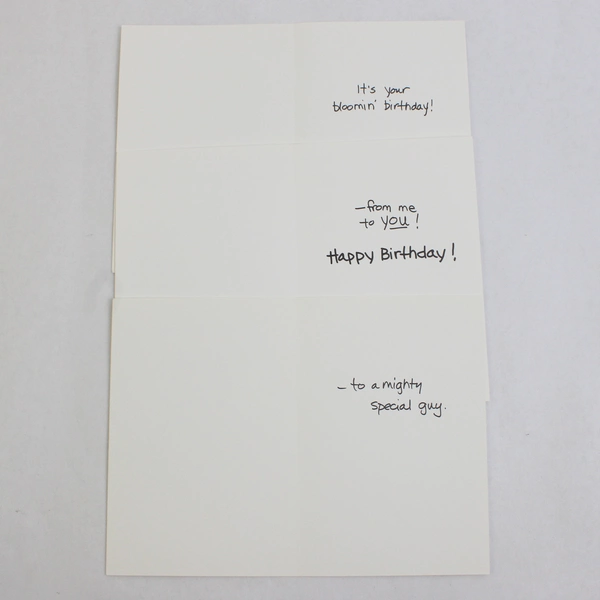 It's your
bloomin' birthday!
—from me
to you!
Happy Birthday!
— to a mighty
special guy.